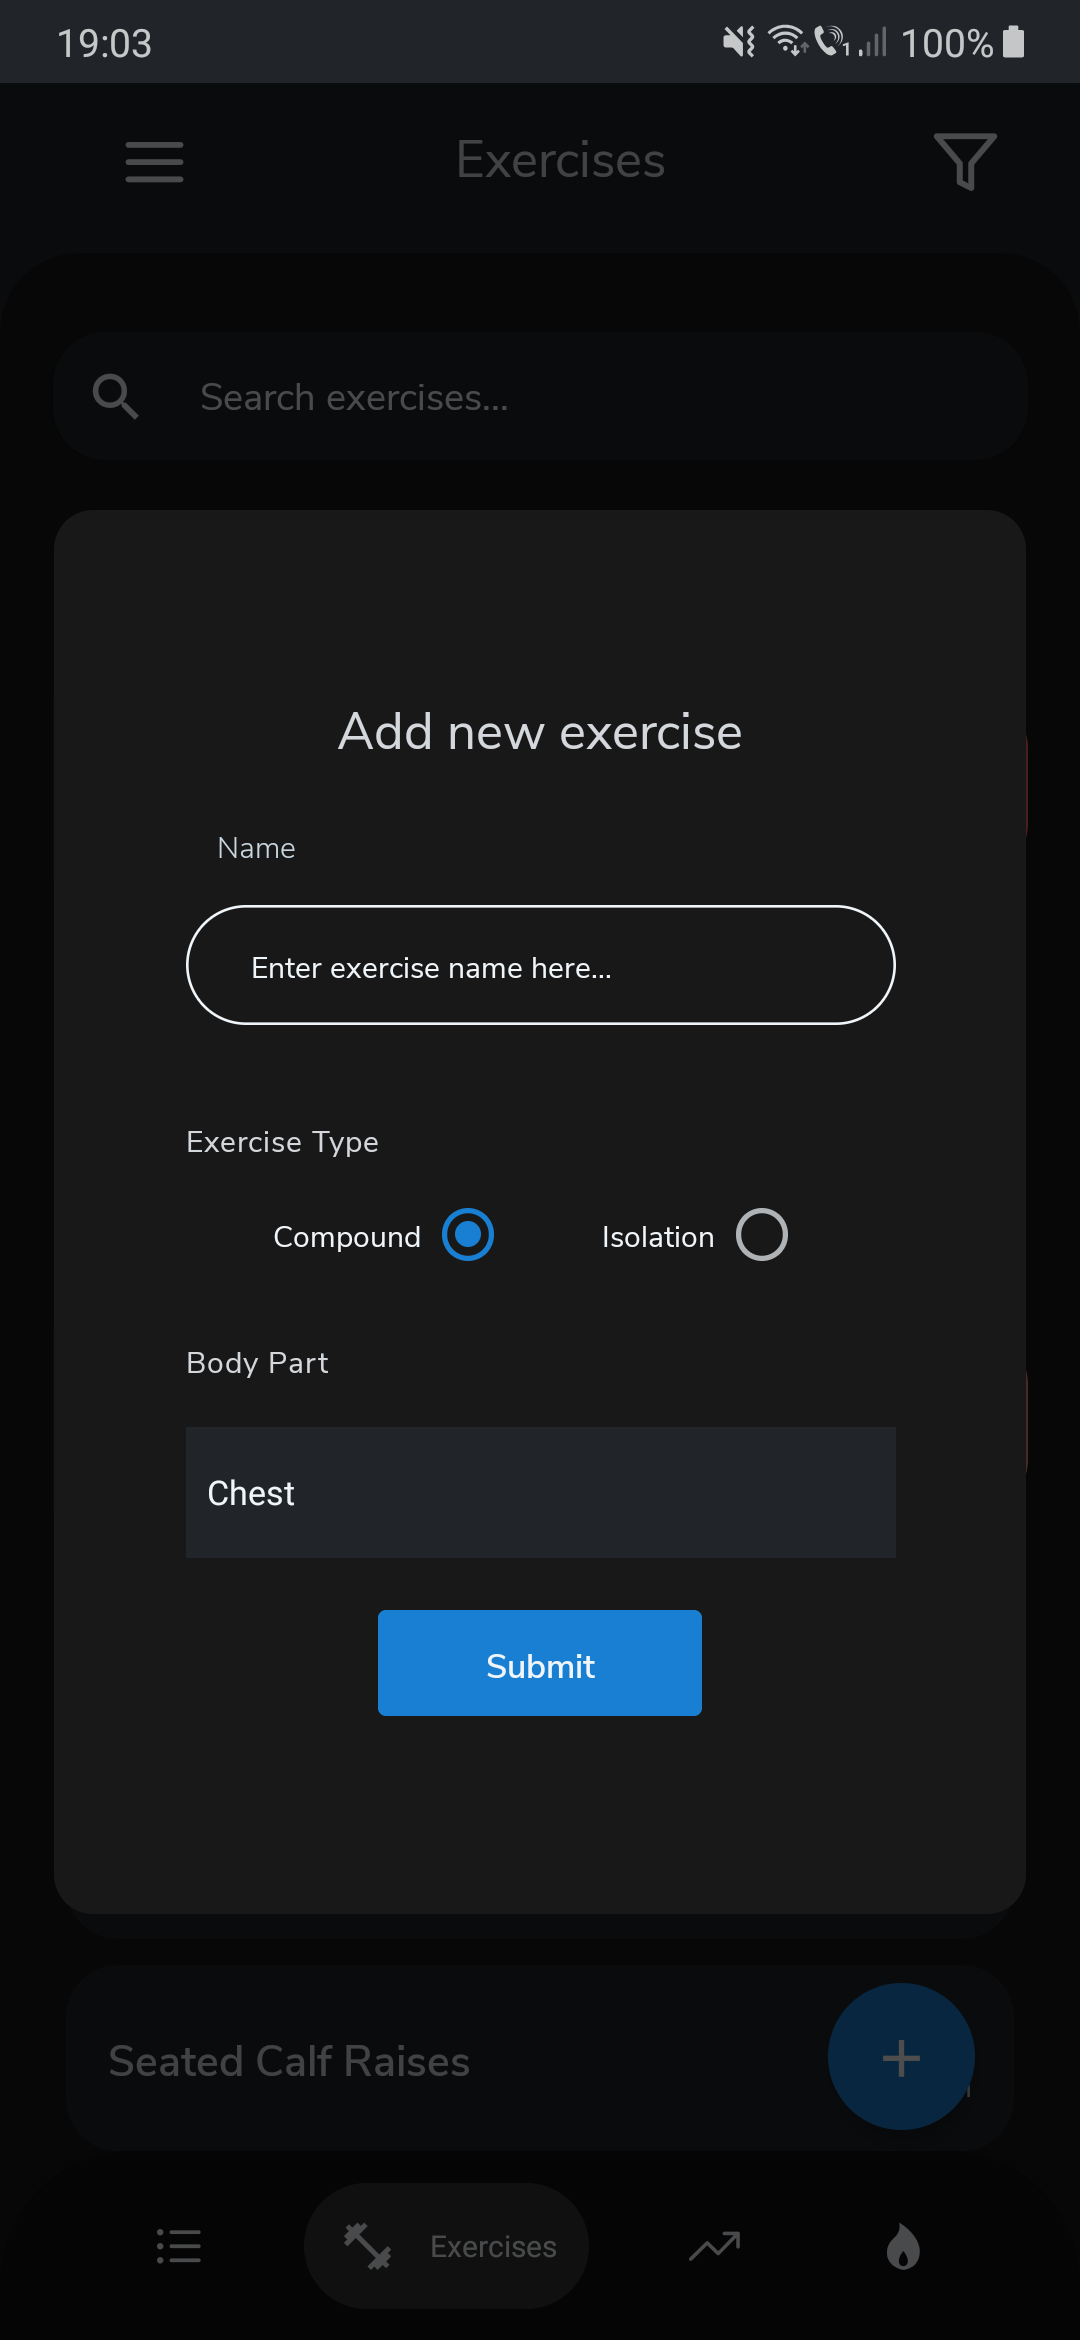 19:03 1 100%
Exercises
Search exercises...
Add new exercise
Name
Enter exercise name here...
Exercise Type
Compound Isolation
Body Part
Chest
Submit
Seated Calf Raises
Exercises